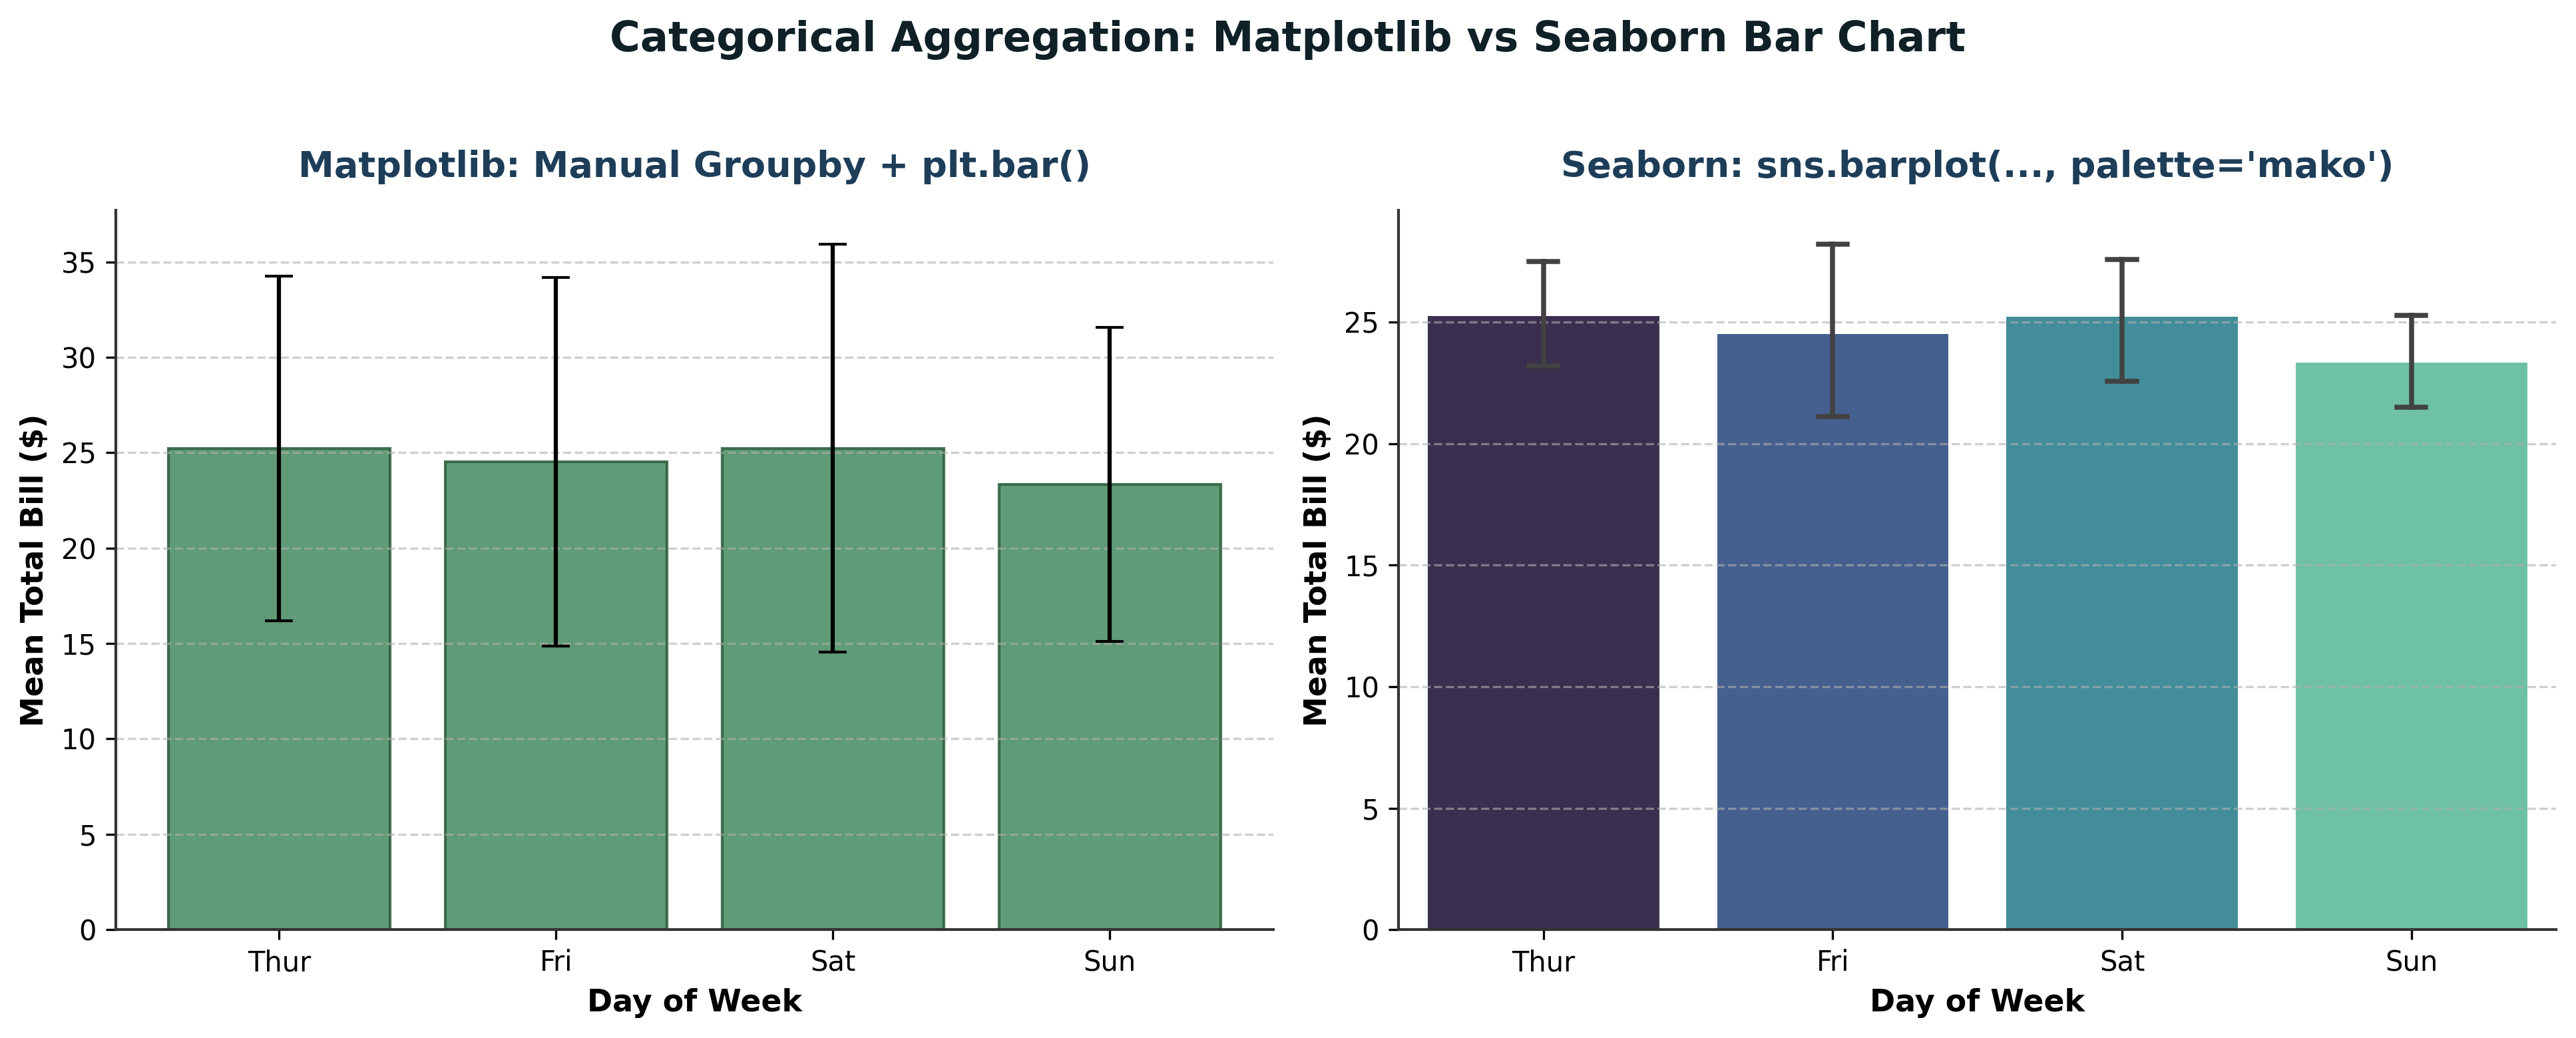 Categorical Aggregation: Matplotlib vs Seaborn Bar Chart
Matplotlib: Manual Groupby + plt.bar()
Mean Total Bill ($)
35
30
25
20
15
10
5
0
Thur Fri Sat Sun
Day of Week
Seaborn: sns.barplot(..., palette='mako')
Mean Total Bill ($)
25
20
15
10
5
0
Thur Fri Sat Sun
Day of Week